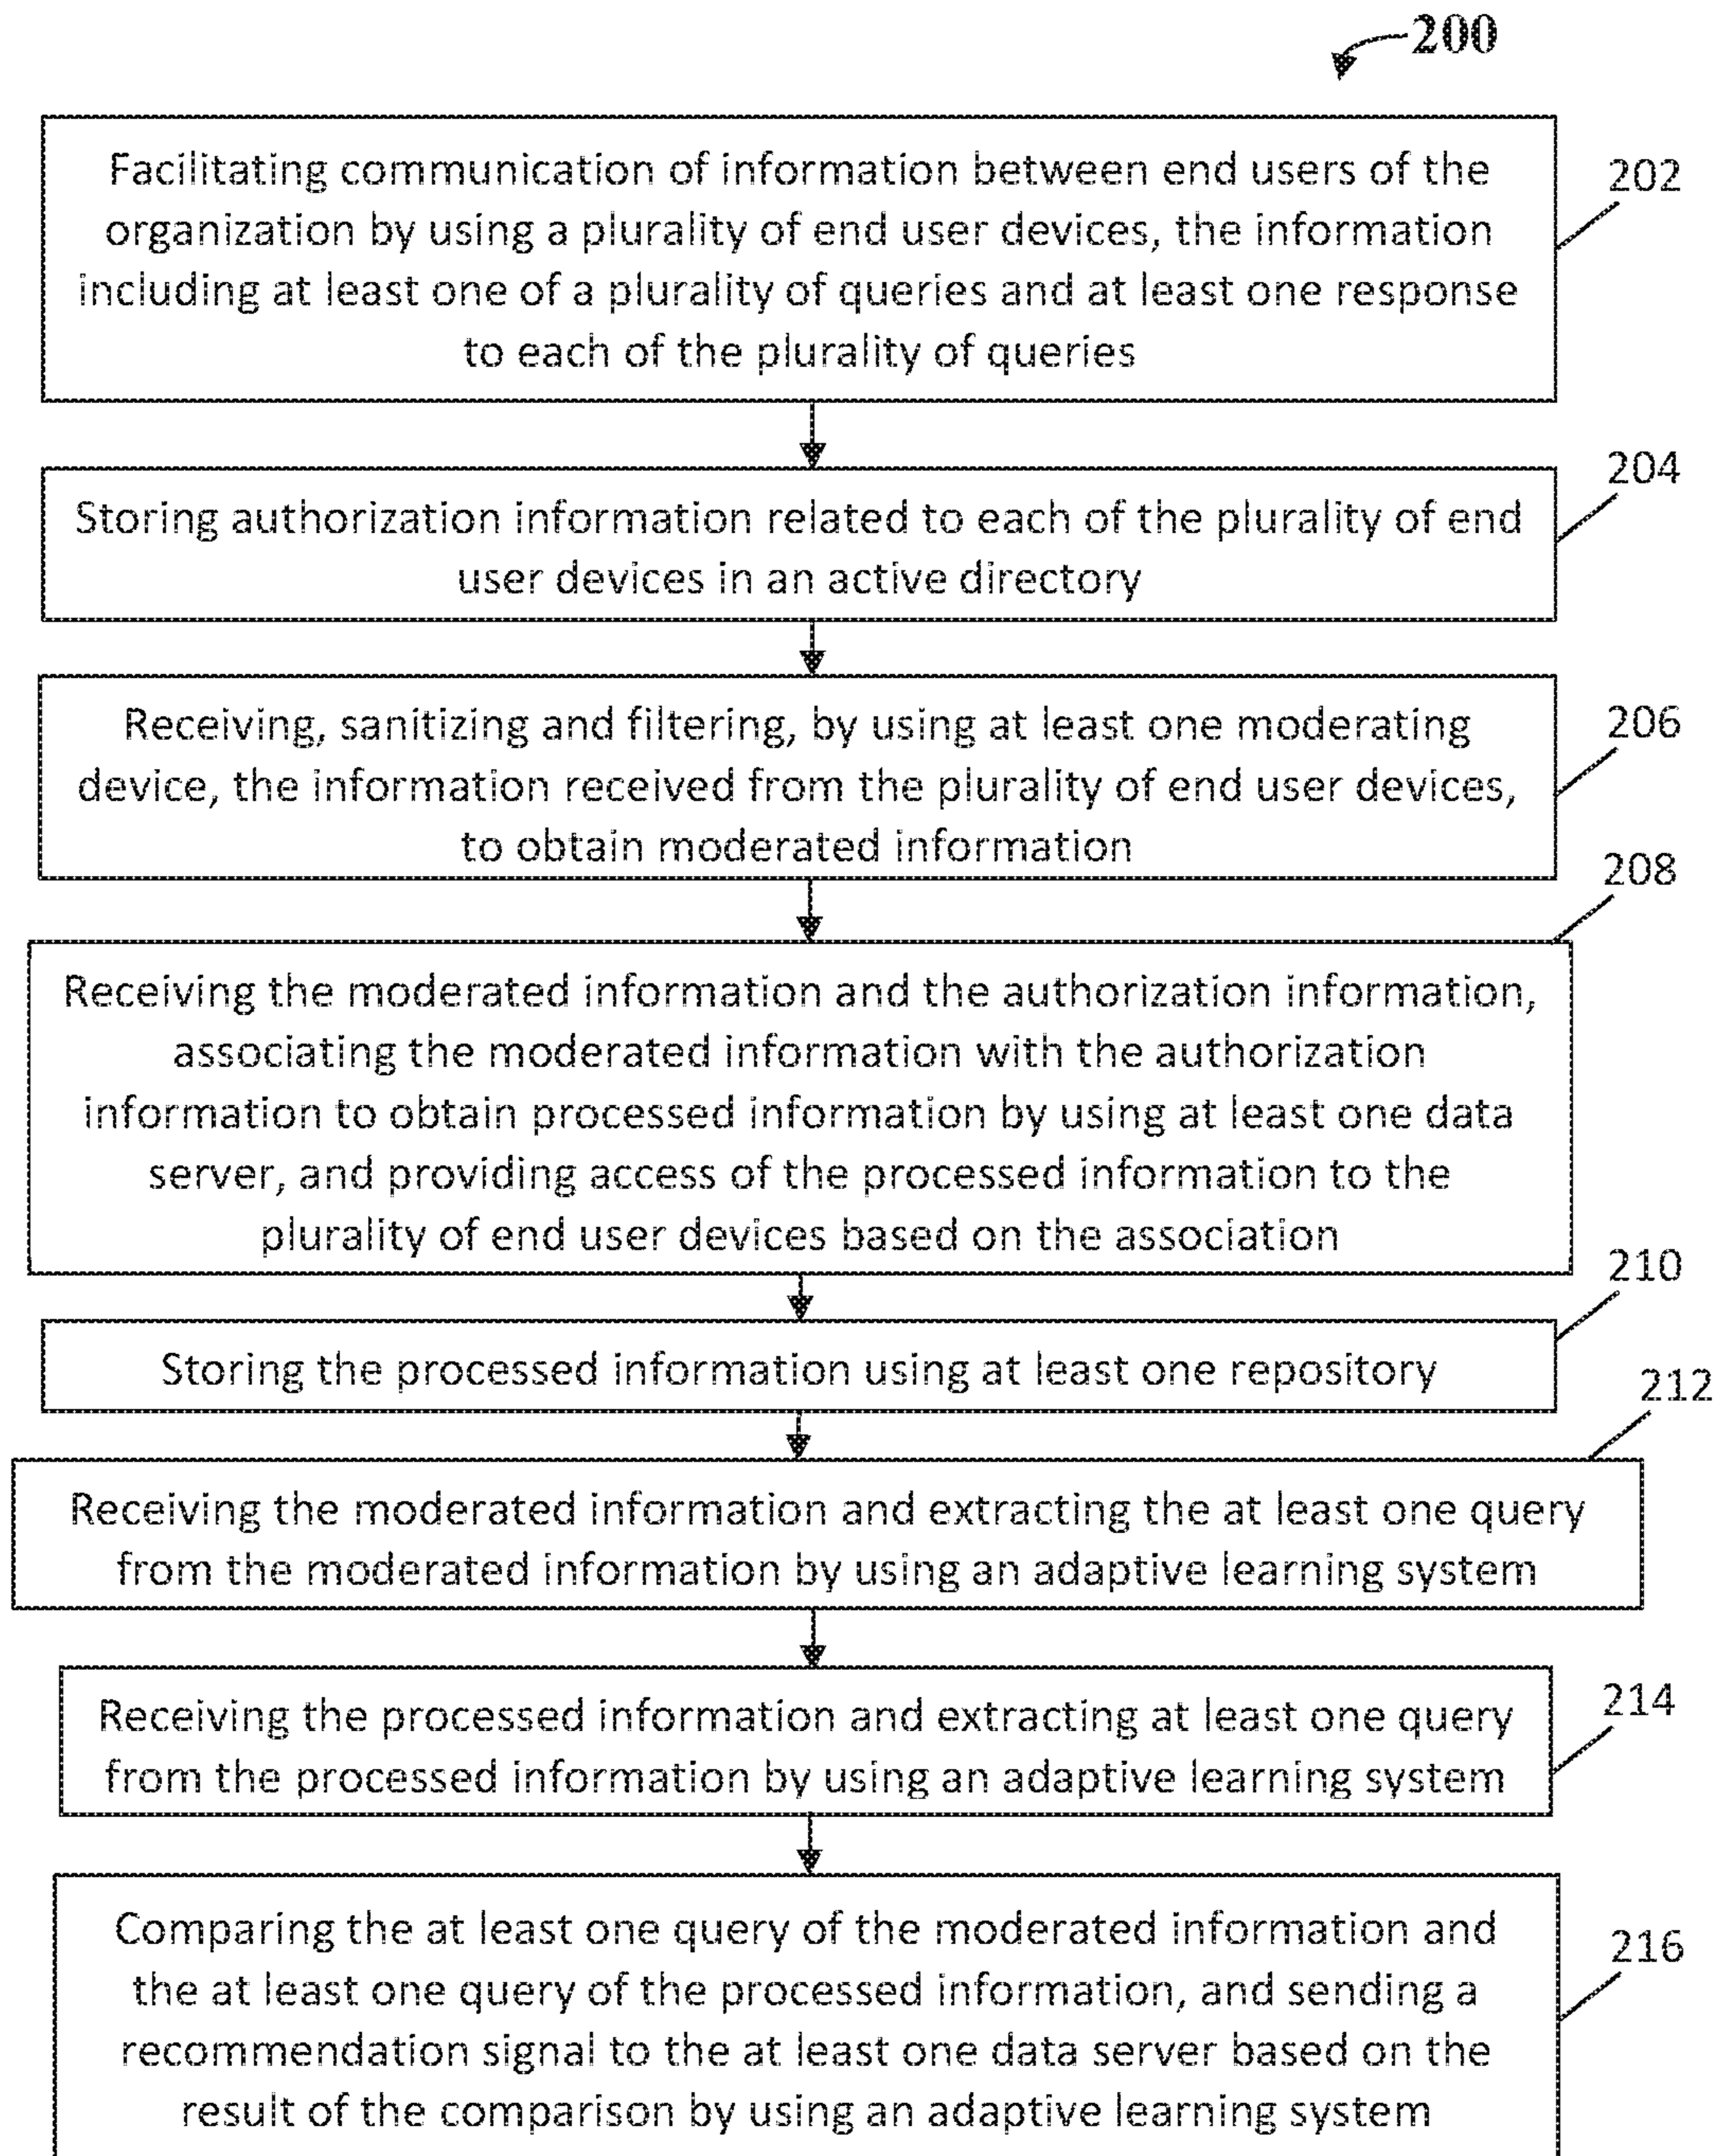 200
Facilitating communication of information between end users of the
organization by using a plurality of end user devices, the information
including at least one of a plurality of queries and at least one response
to each of the plurality of queries
202
Storing authorization information related to each of the plurality of end
user devices in an active directory
204
Receiving, sanitizing and filtering, by using at least one moderating
device, the information received from the plurality of end user devices,
to obtain moderated information
206
Receiving the moderated information and the authorization information,
associating the moderated information with the authorization
information to obtain processed information by using at least one data
server, and providing access of the processed information to the
plurality of end user devices based on the association
208
Storing the processed information using at least one repository
210
Receiving the moderated information and extracting the at least one query
from the moderated information by using an adaptive learning system
212
Receiving the processed information and extracting at least one query
from the processed information by using an adaptive learning system
214
Comparing the at least one query of the moderated information and
the at least one query of the processed information, and sending a
recommendation signal to the at least one data server based on the
result of the comparison by using an adaptive learning system
216